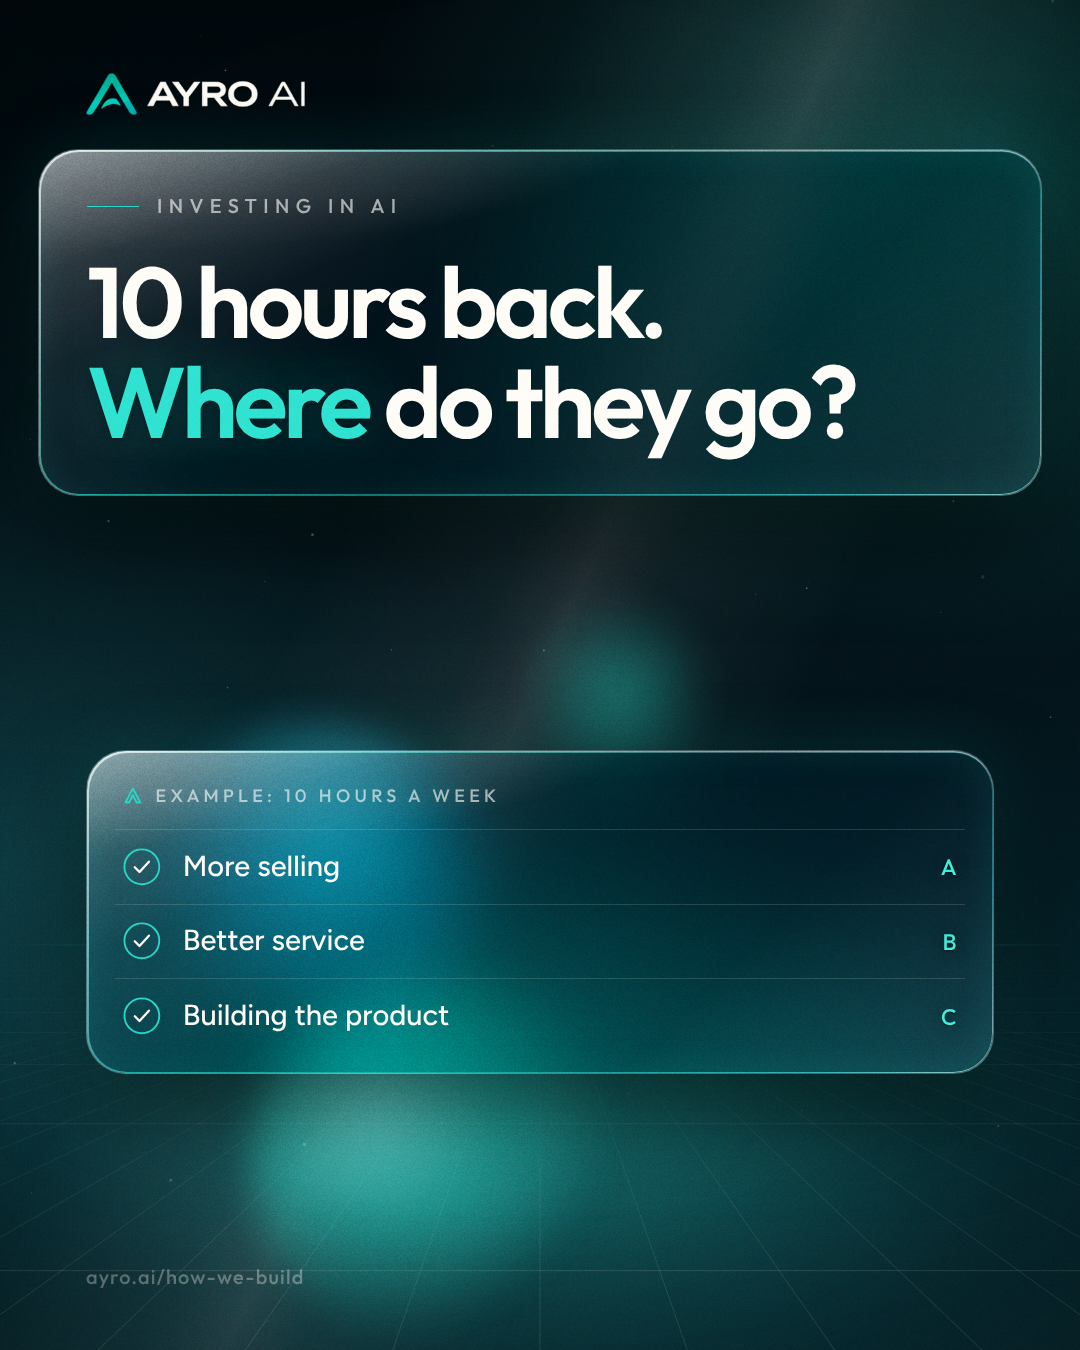 AYRO AI
INVESTING IN AI
10 hours back.
Where do they go?
EXAMPLE: 10 HOURS A WEEK
More selling A
Better service B
Building the product C
ayro.ai/how-we-build